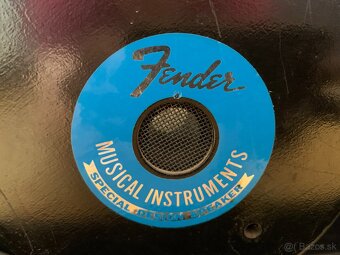 Fender
MUSICAL INSTRUMENTS
SPECIAL DESIGN SPEAKER
© Bazos.sk